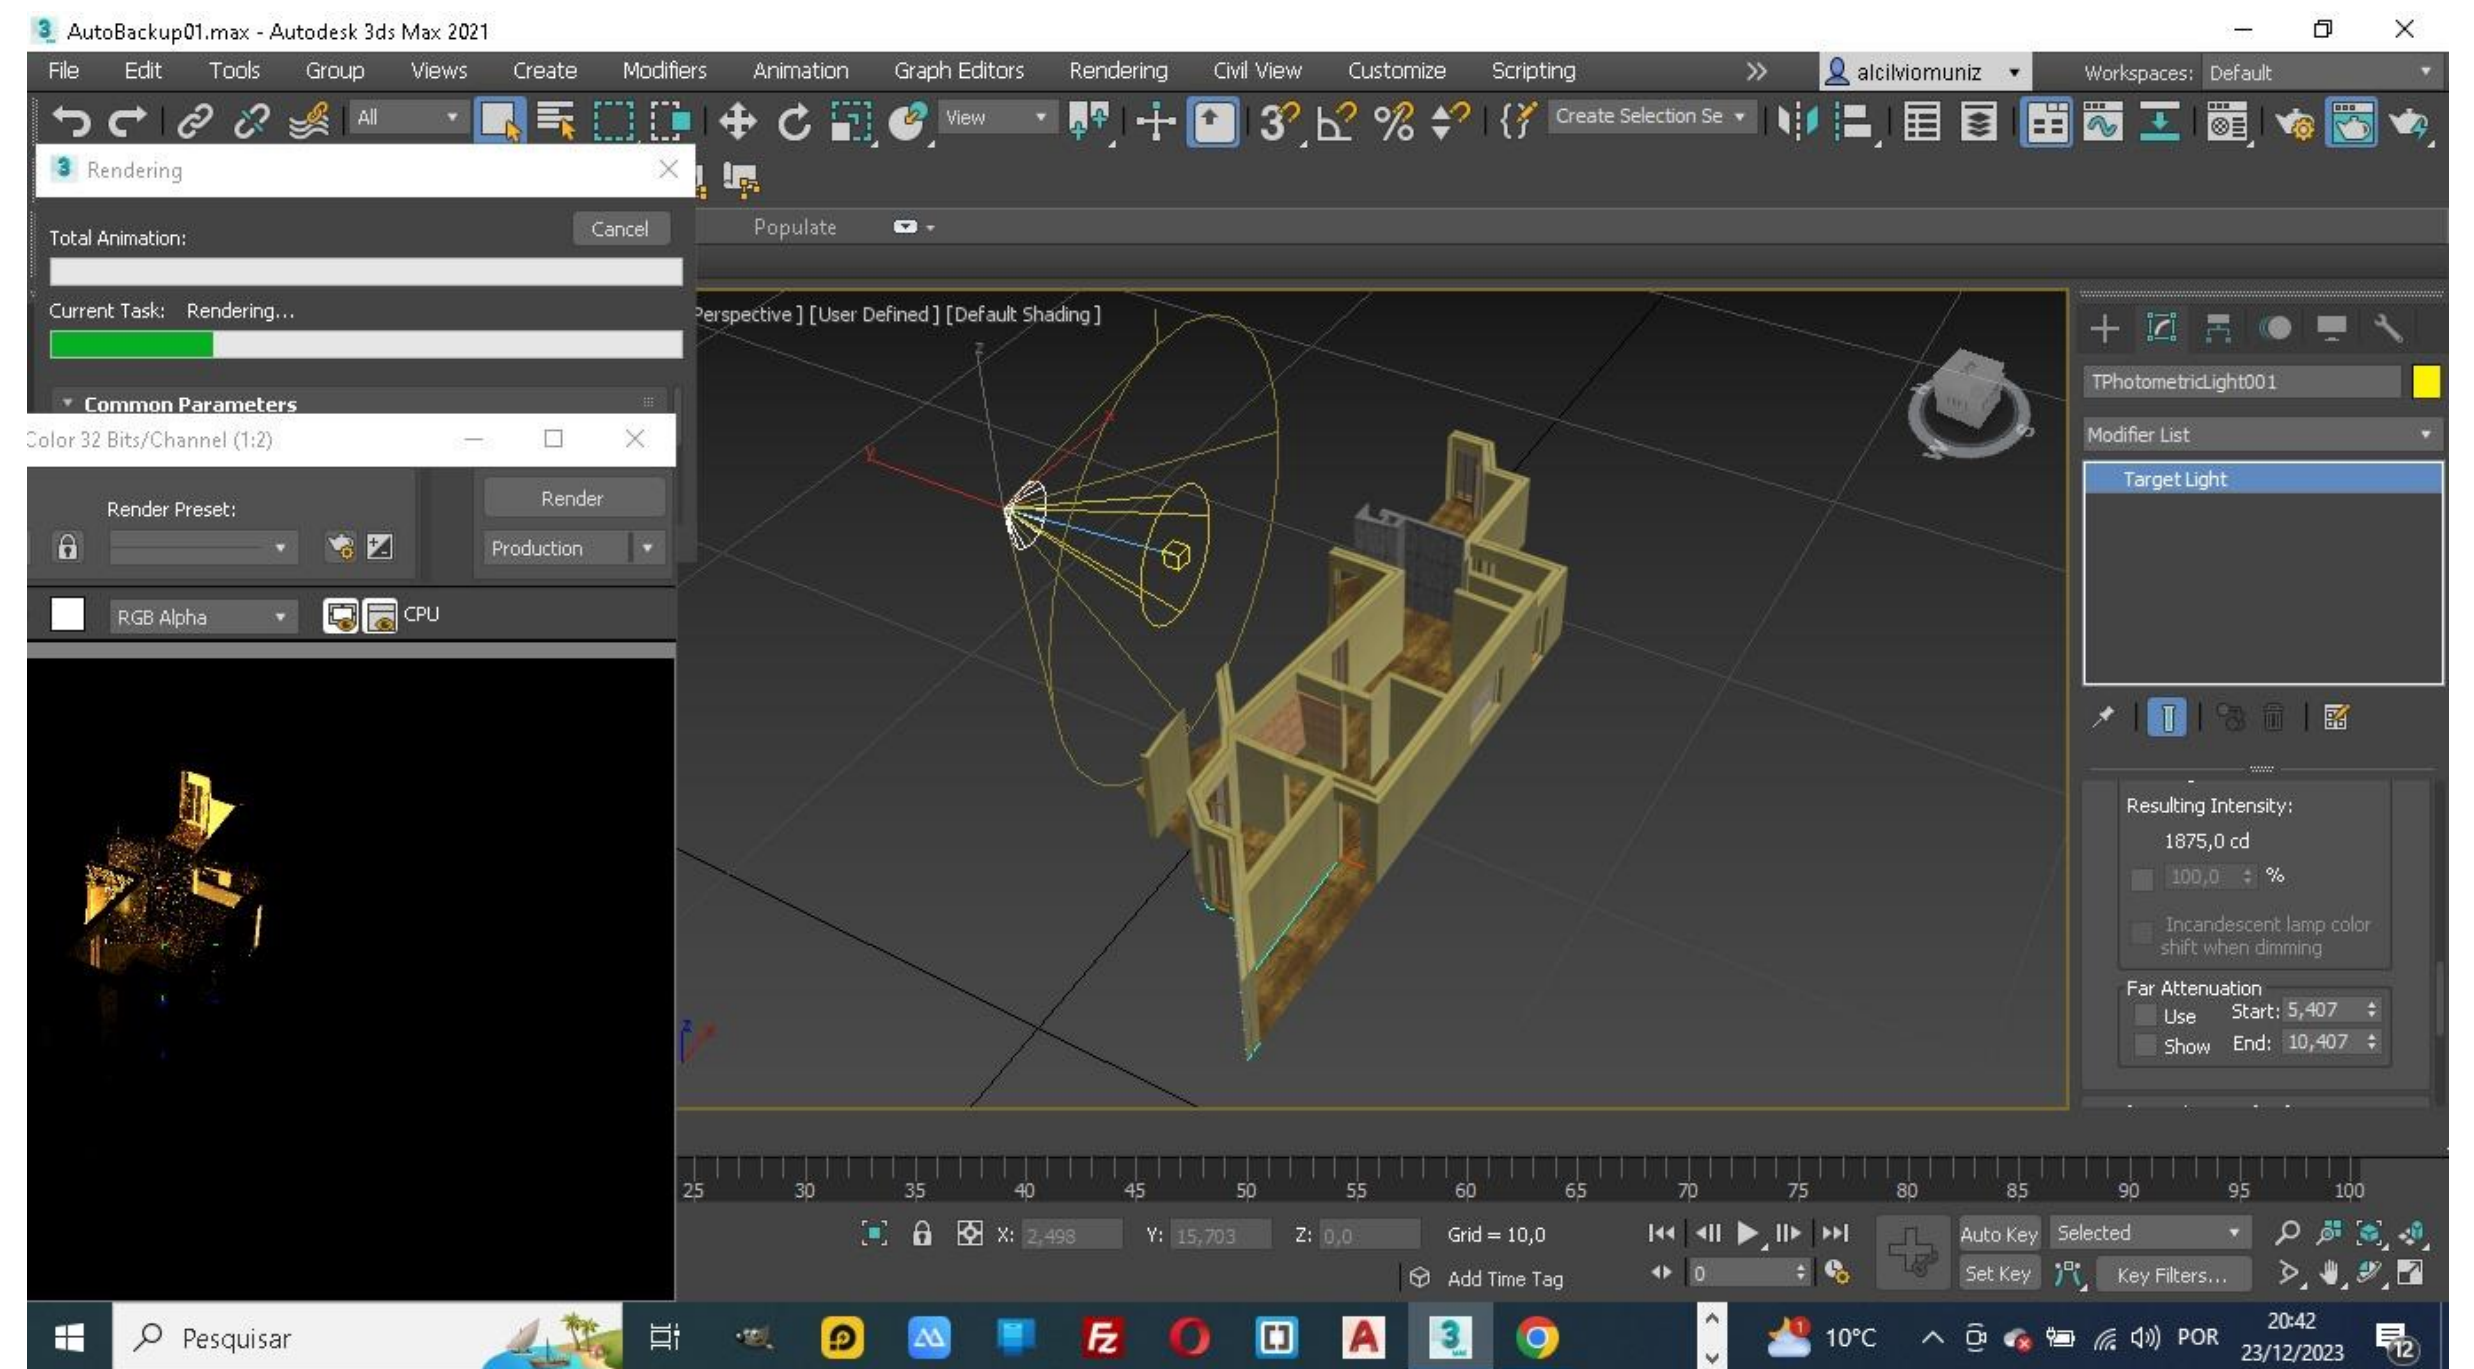 AutoBackup01.max - Autodesk 3ds Max 2021
File Edit Tools Group Views Create Modifiers Animation Graph Editors Rendering Civil View Customize Scripting alcilviomuniz Workspaces: Default
All View Create Selection Se
Rendering
Cancel
Populate
Total Animation:
Current Task: Rendering...
Common Parameters
Color 32 Bits/Channel (1:2)
Render Preset:
Render
Production
RGB Alpha CPU
Perspective ] [User Defined ] [Default Shading ]
TPhotometricLight001
Modifier List
Target Light
Resulting Intensity:
1875,0 cd
100,0 %
Incandescent lamp color
shift when dimming
Far Attenuation
Use Start: 5,407
Show End: 10,407
25 30 35 40 45 50 55 60 65 70 75 80 85 90 95 100
X: 2,498 Y: 15,703 Z: 0,0 Grid = 10,0 Auto Key Selected
Add Time Tag 0 Set Key Key Filters...
Pesquisar 10°C POR 20:42
23/12/2023 12